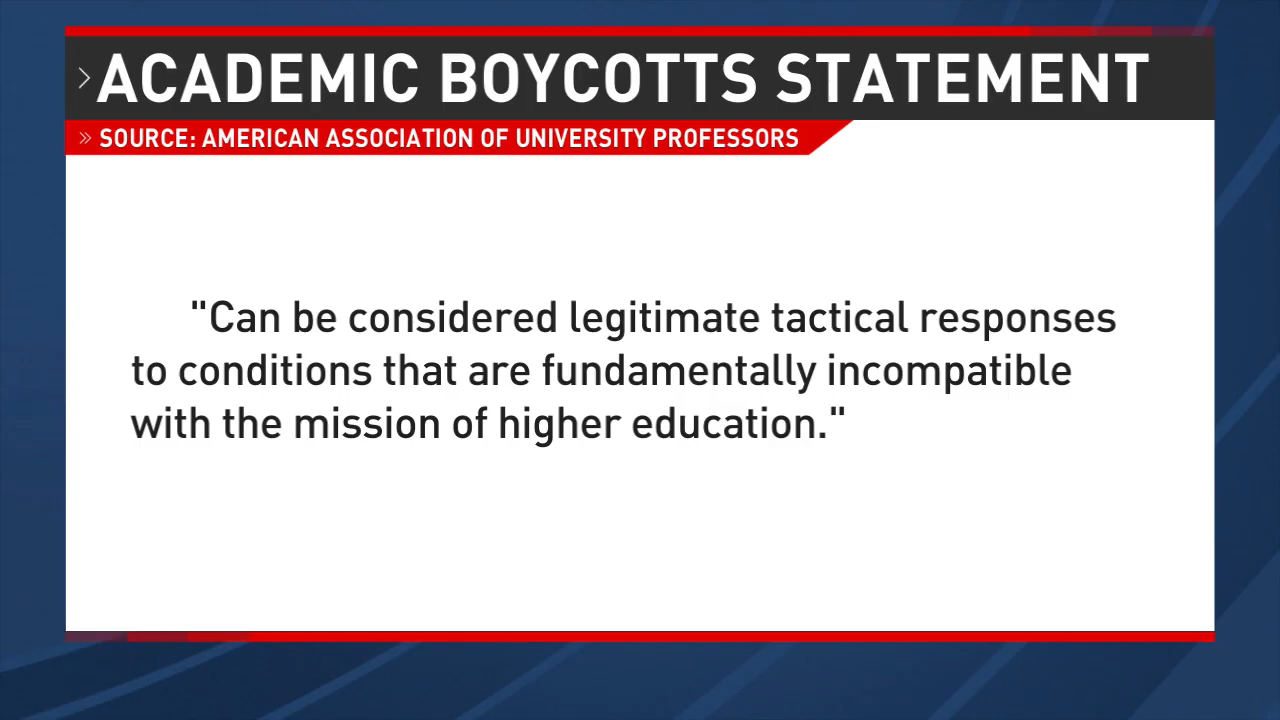 › ACADEMIC BOYCOTTS STATEMENT
» SOURCE: AMERICAN ASSOCIATION OF UNIVERSITY PROFESSORS
"Can be considered legitimate tactical responses
to conditions that are fundamentally incompatible
with the mission of higher education."